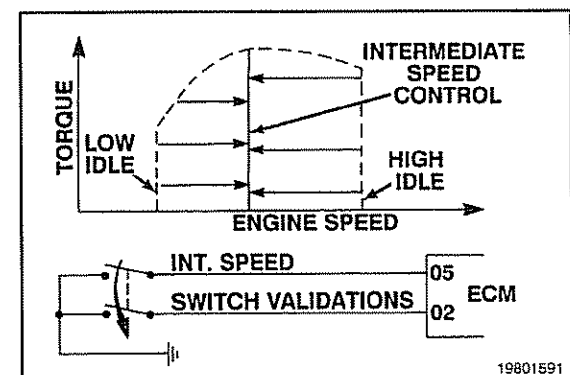 TORQUE
INTERMEDIATE
SPEED
CONTROL
LOW
IDLE
HIGH
IDLE
ENGINE SPEED
INT. SPEED
05
SWITCH VALIDATIONS
02
ECM
19801591